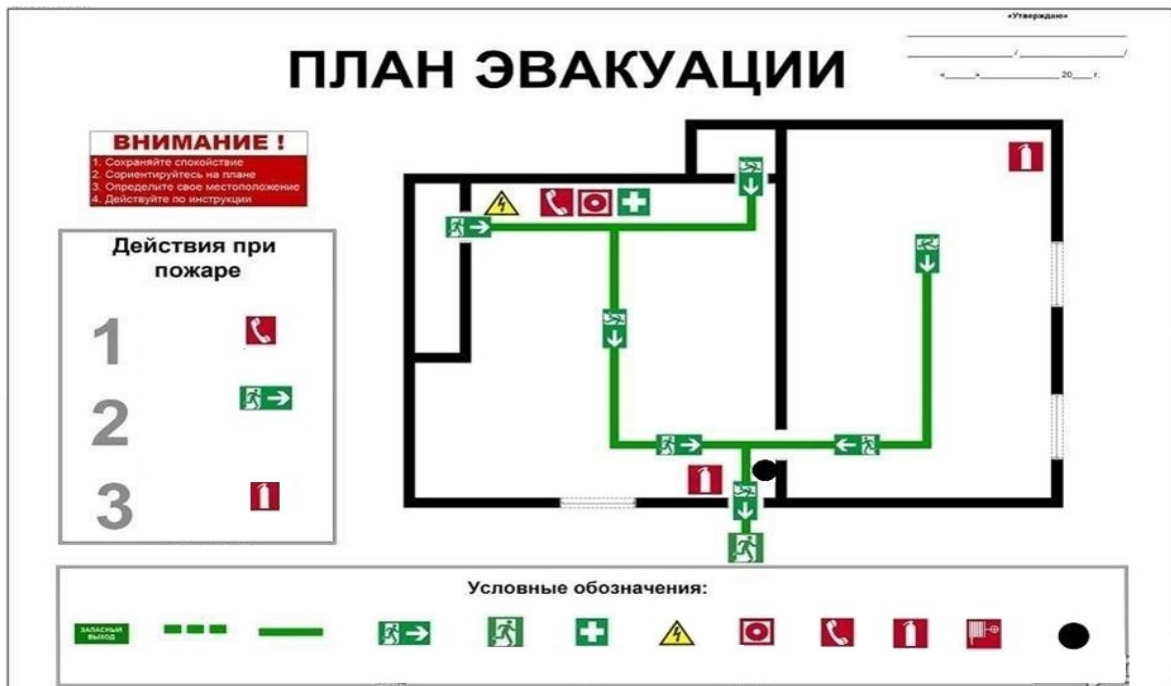 «Утверждаю»
/ /
« » 20 г.
ПЛАН ЭВАКУАЦИИ
ВНИМАНИЕ !
1. Сохраняйте спокойствие
2. Сориентируйтесь на плане
3. Определите свое местоположение
4. Действуйте по инструкции
Действия при
пожаре
1
2
3
Условные обозначения:
ЗАПАСНЫЙ
ВЫХОД